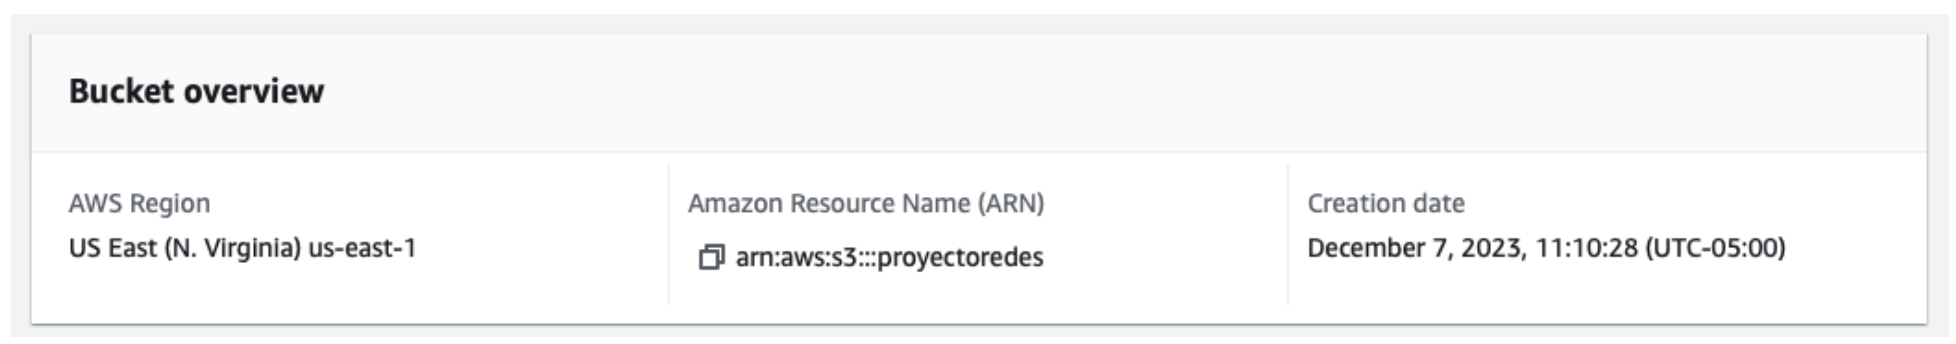 Bucket overview
AWS Region
US East (N. Virginia) us-east-1
Amazon Resource Name (ARN)
arn:aws:s3:::proyectoredes
Creation date
December 7, 2023, 11:10:28 (UTC-05:00)